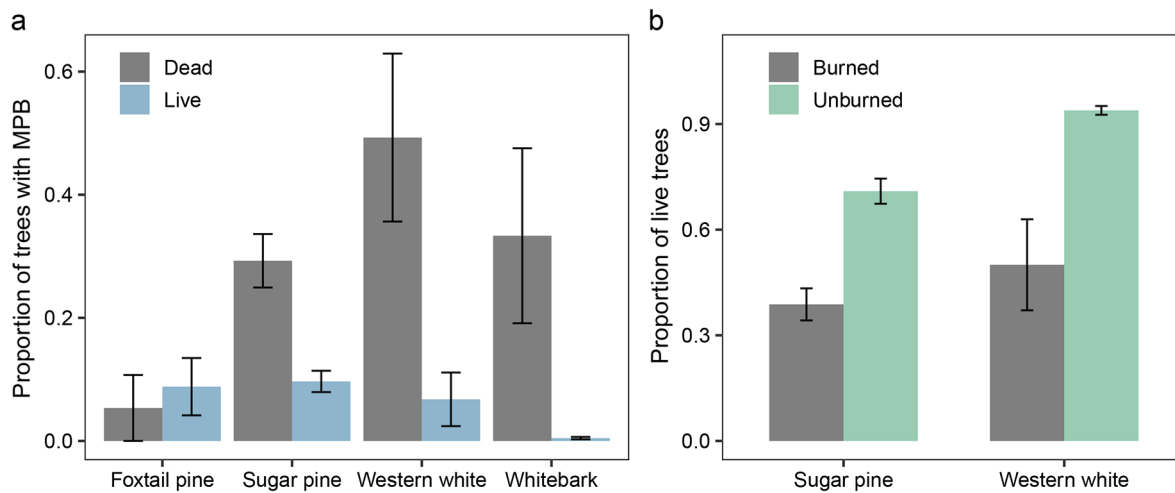 a
Proportion of trees with MPB
0.6
0.4
0.2
0.0
Dead
Live
Foxtail pine
Sugar pine
Western white
Whitebark
b
Proportion of live trees
0.9
0.6
0.3
0.0
Burned
Unburned
Sugar pine
Western white